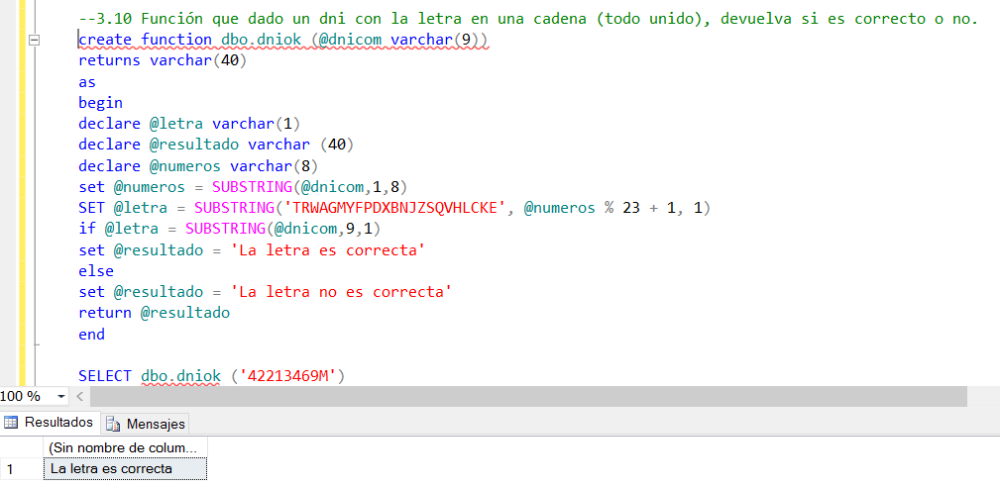 --3.10 Función que dado un dni con la letra en una cadena (todo unido), devuelva si es correcto o no.
create function dbo.dniok (@dnicom varchar(9))
returns varchar(40)
as
begin
declare @letra varchar(1)
declare @resultado varchar (40)
declare @numeros varchar(8)
set @numeros = SUBSTRING(@dnicom,1,8)
SET @letra = SUBSTRING('TRWAGMYFPDXBNJZSQVHLCKE', @numeros % 23 + 1, 1)
if @letra = SUBSTRING(@dnicom,9,1)
set @resultado = 'La letra es correcta'
else
set @resultado = 'La letra no es correcta'
return @resultado
end
SELECT dbo.dniok ('42213469M')
100 %
Resultados Mensajes
(Sin nombre de colum...
1 La letra es correcta